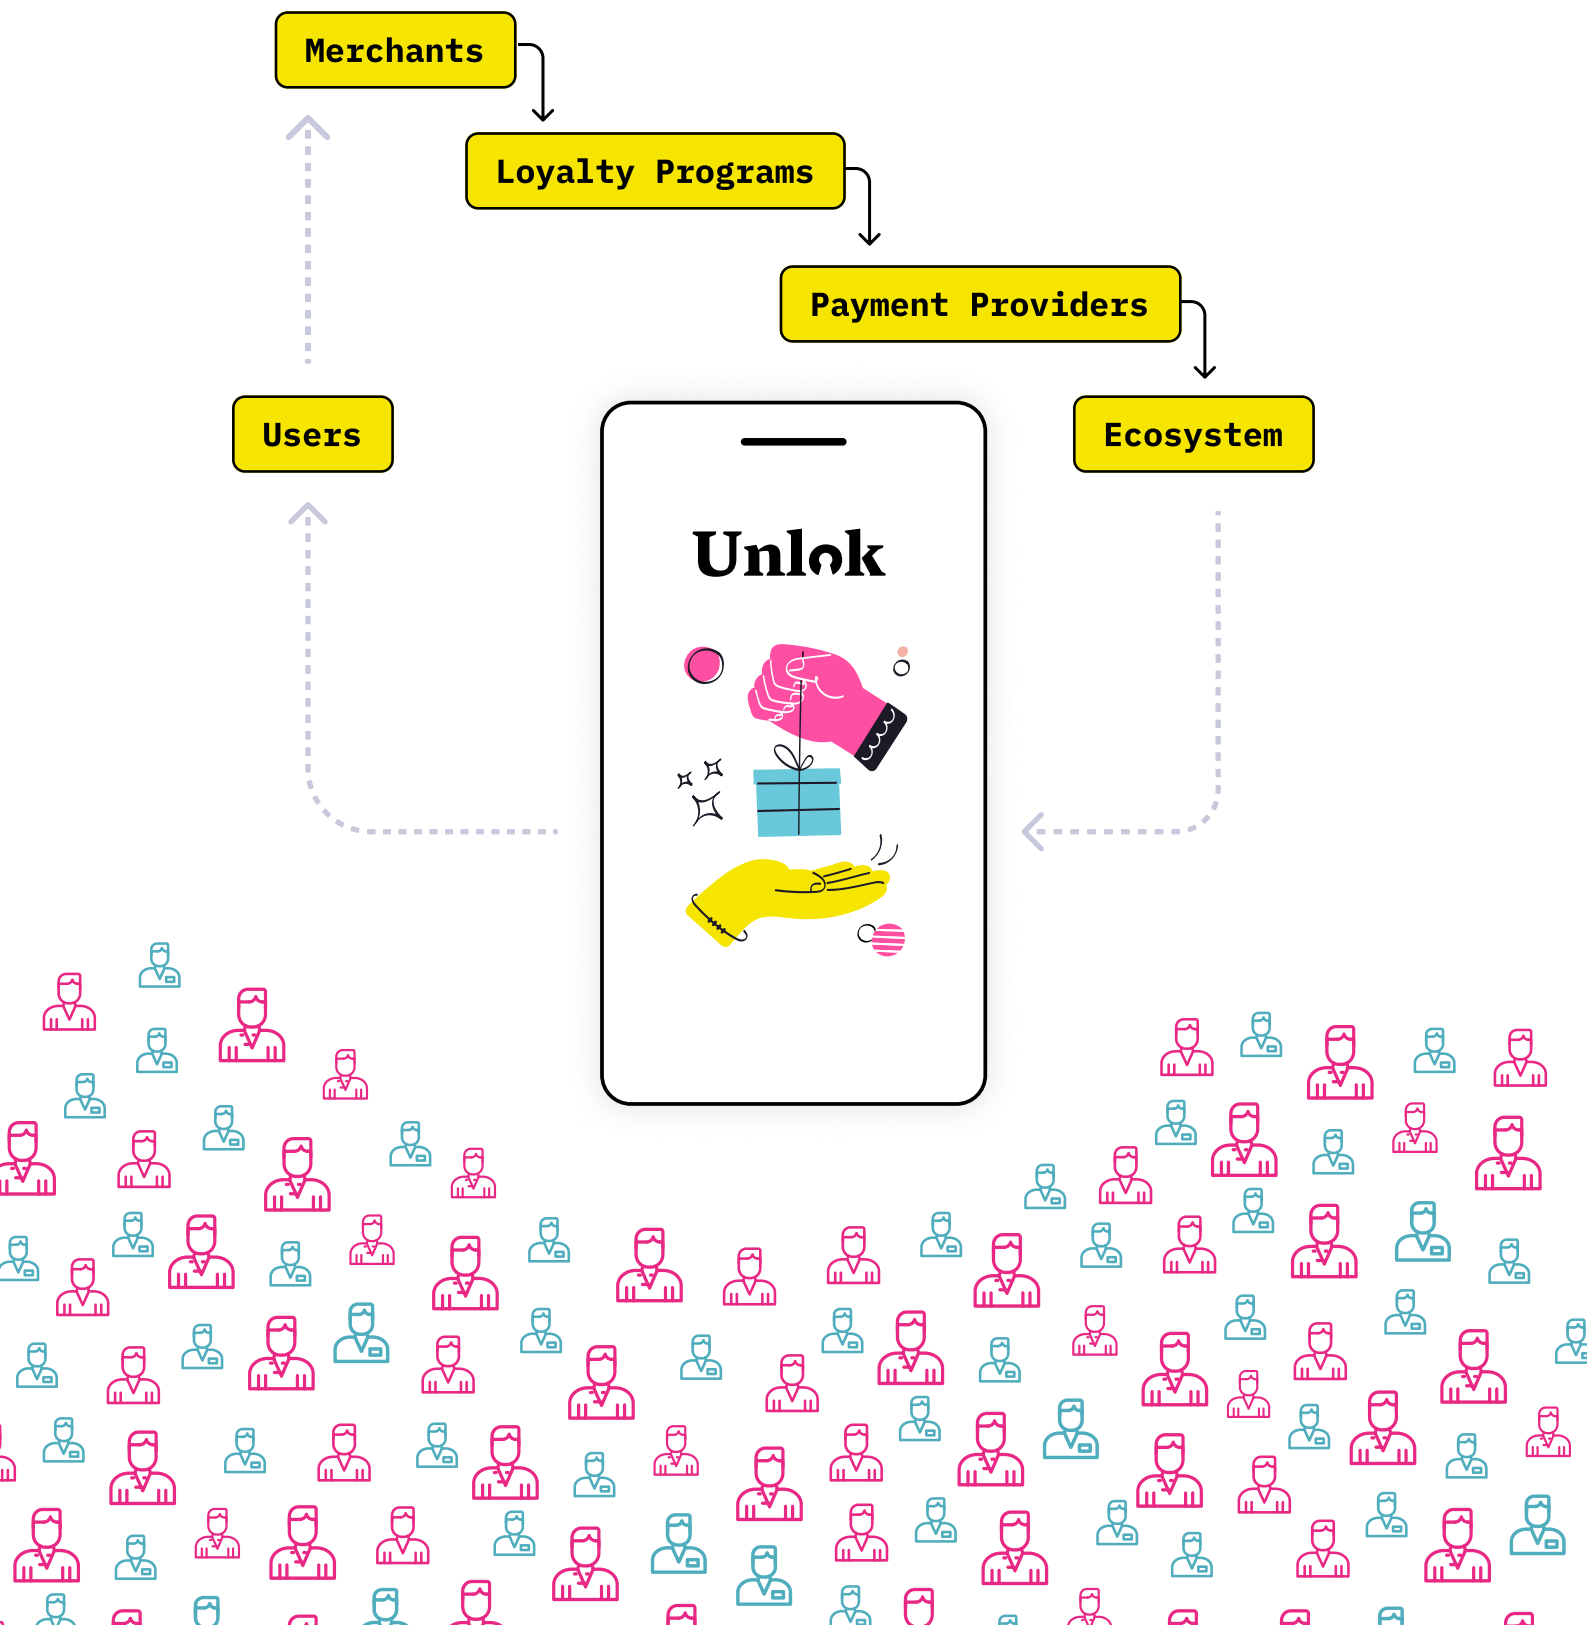 Merchants
Loyalty Programs
Payment Providers
Users
Ecosystem
Unlok